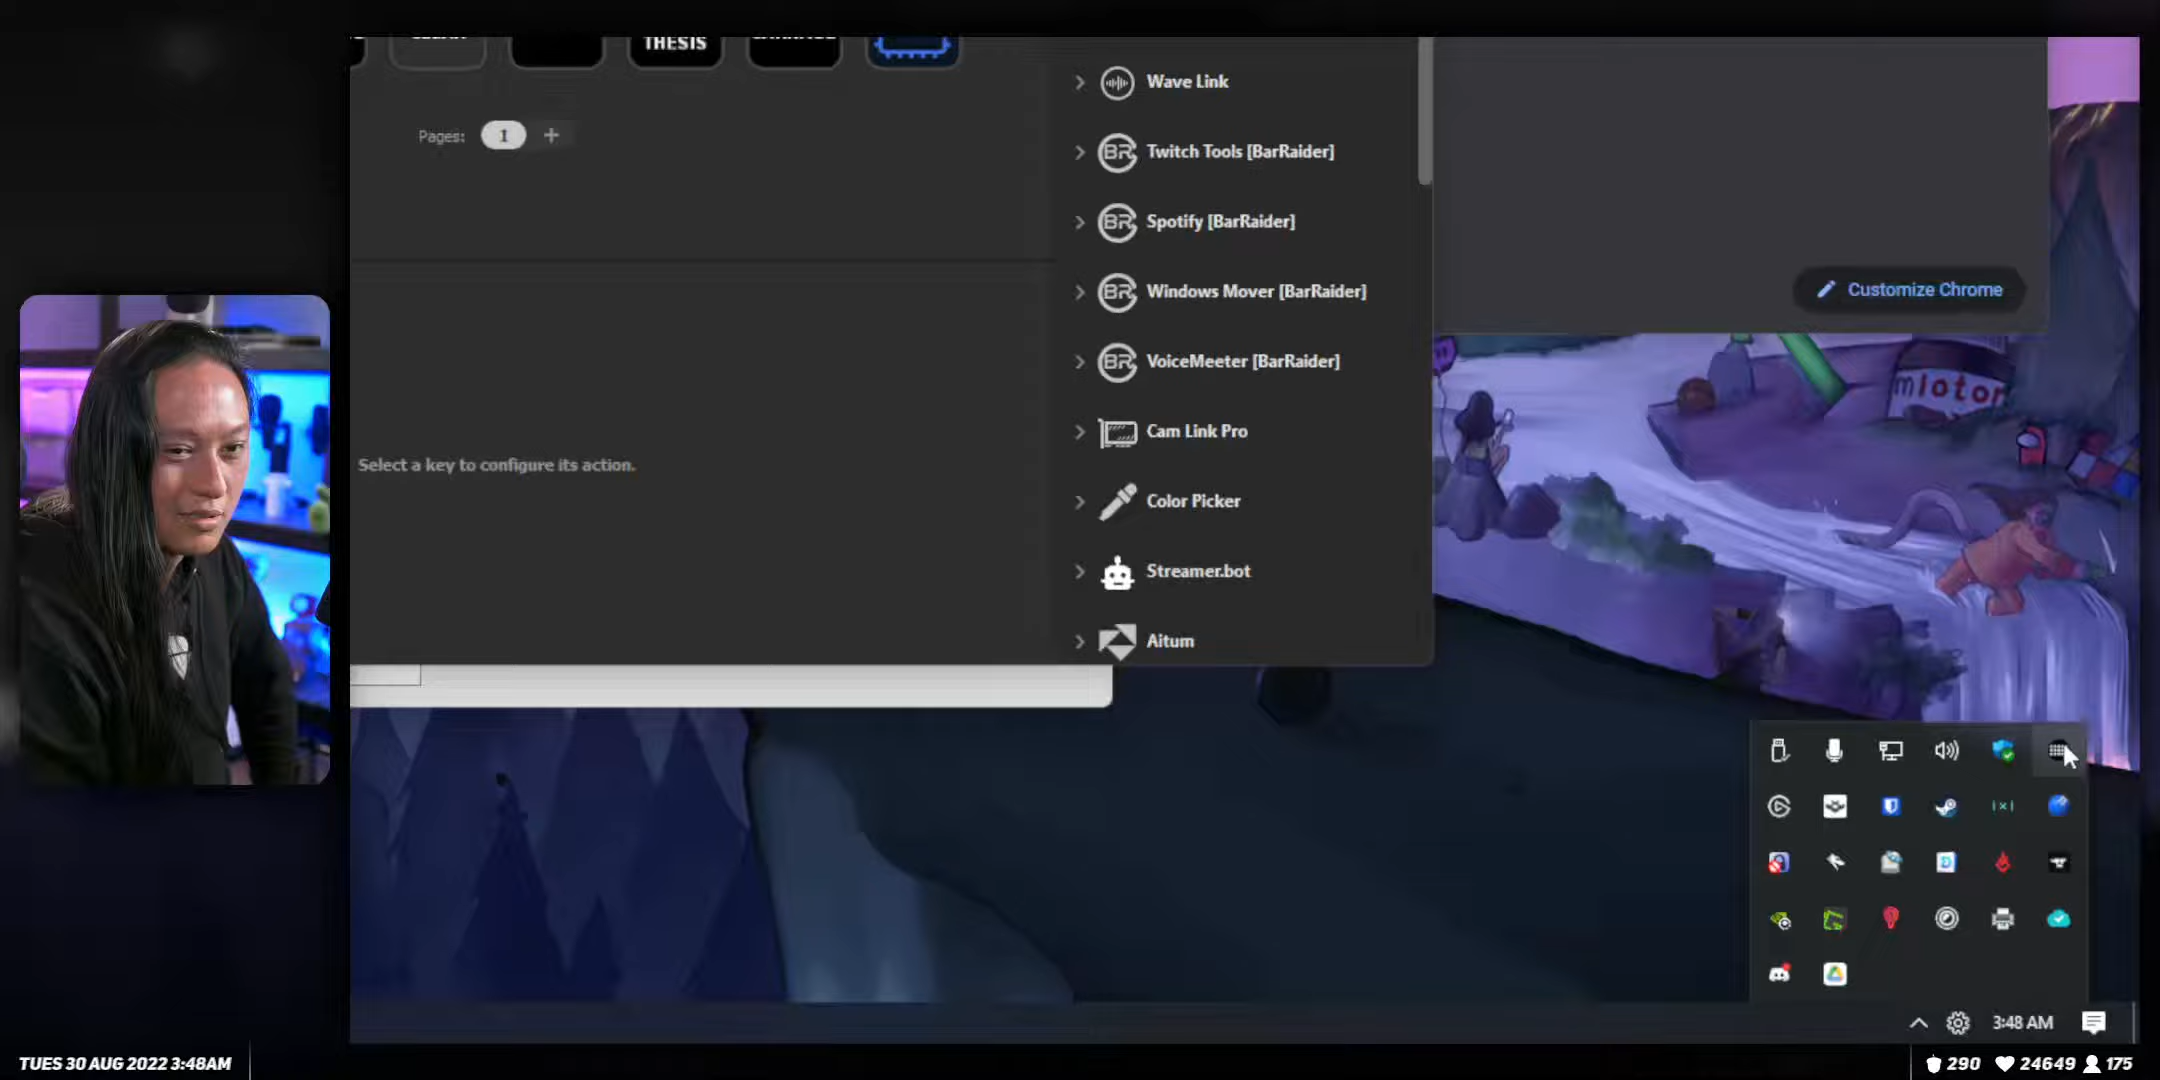 THESIS
Wave Link
Pages: 1 +
Twitch Tools [BarRaider]
Spotify [BarRaider]
Windows Mover [BarRaider]
Customize Chrome
VoiceMeeter [BarRaider]
mlotor
Cam Link Pro
Select a key to configure its action.
Color Picker
Streamer.bot
Aitum
3:48 AM
TUES 30 AUG 2022 3:48AM
290 24649 175